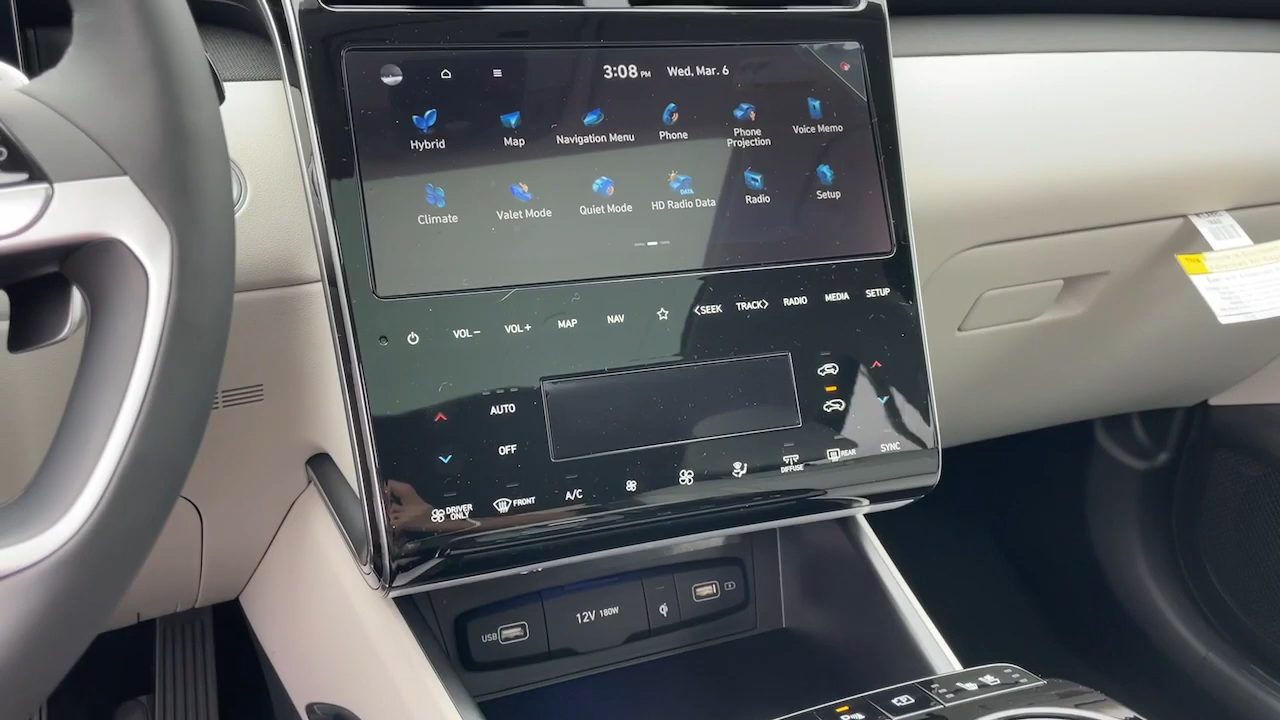 3:08 PM Wed, Mar. 6
Hybrid
Map
Navigation Menu
Phone
Phone
Projection
Voice Memo
Climate
Valet Mode
Quiet Mode
DATA
HD Radio Data
Radio
Setup
VOL− VOL+ MAP NAV <SEEK TRACK> RADIO MEDIA SETUP
AUTO
OFF
DRIVER
ONLY
FRONT
A/C
DIFFUSE
REAR
SYNC
USB
12V 180W